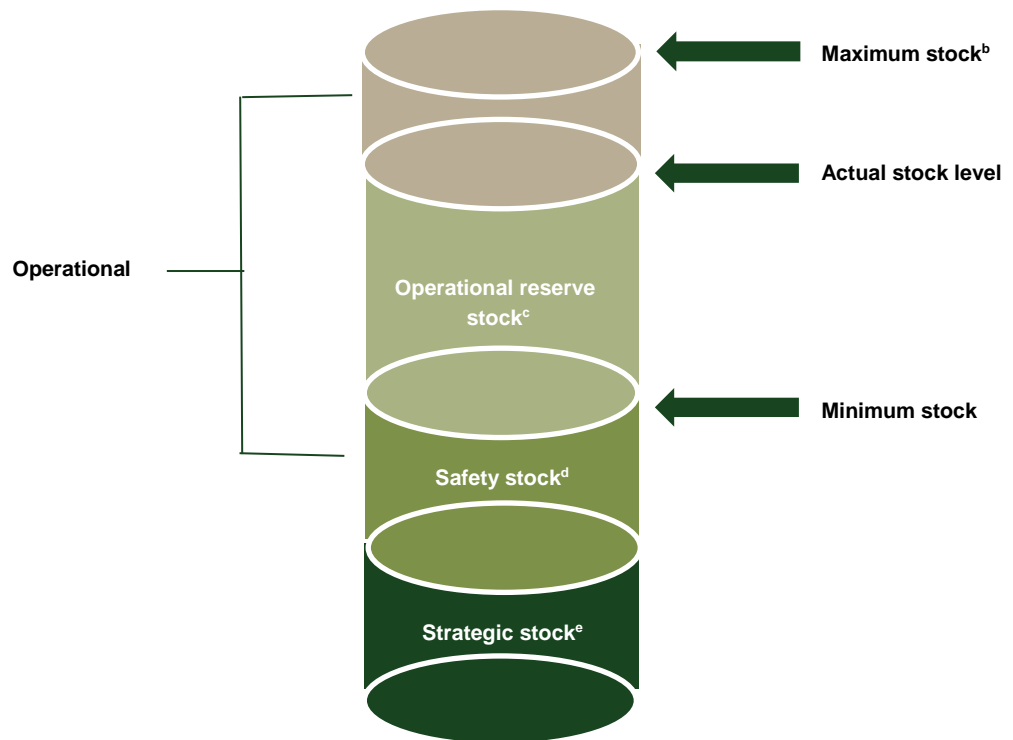 Maximum stockᵇ
Actual stock level
Operational
Operational reserve
stockᶜ
Minimum stock
Safety stockᵈ
Strategic stockᵉ